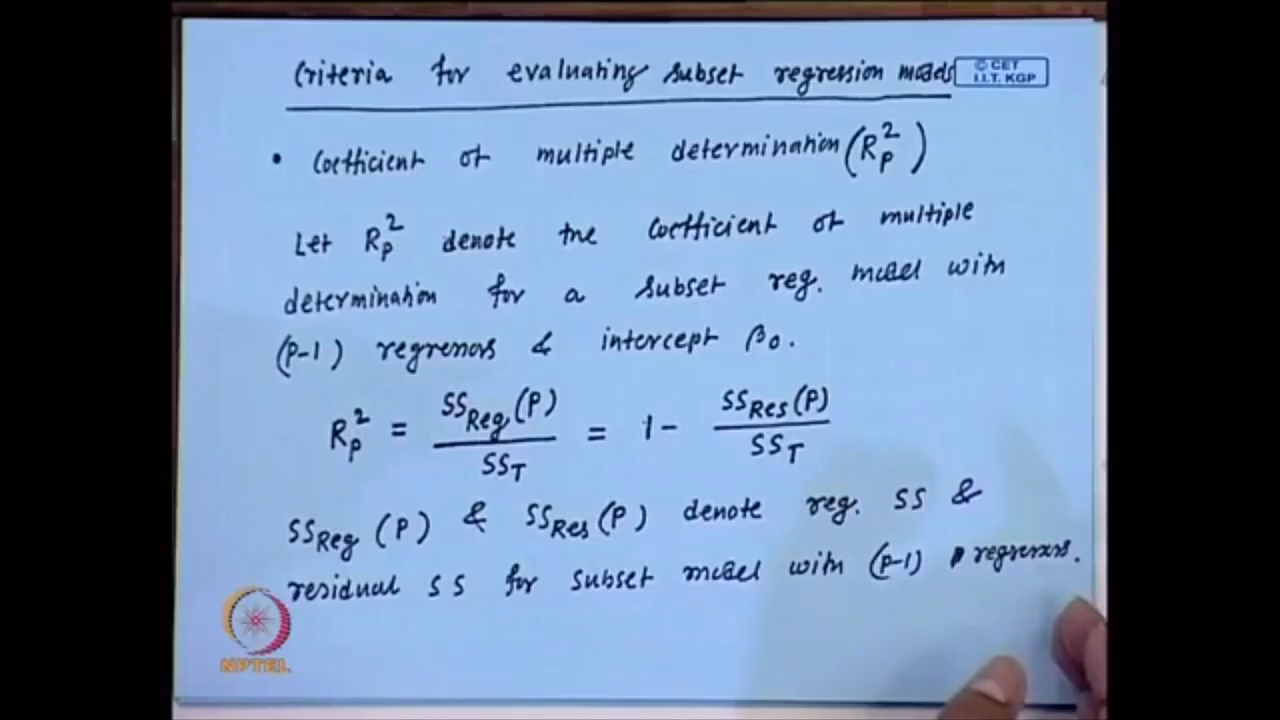 Criteria for evaluating subset regression models
© CET
I.I.T. KGP
• Coefficient of multiple determination (R_p^2)
Let R_p^2 denote the coefficient of multiple
determination for a subset reg. model with
(P-1) regressors & intercept β0.
R_p^2 = SS_Reg(P) / SS_T = 1 - SS_Res(P) / SS_T
SS_Reg (P) & SS_Res (P) denote reg. SS &
residual SS for subset model with (P-1) regressors.
NPTEL